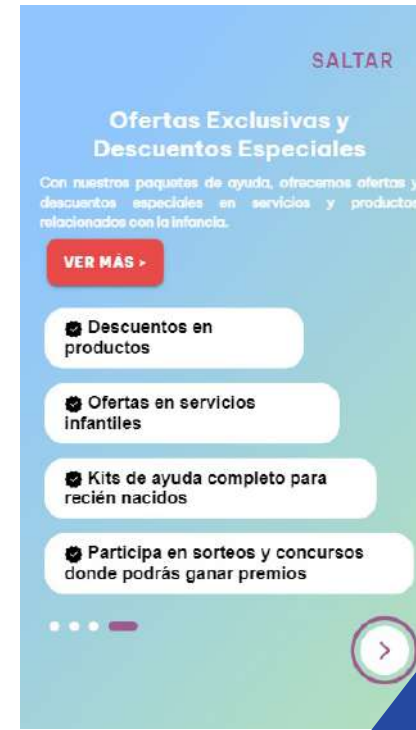 SALTAR
Ofertas Exclusivas y
Descuentos Especiales
Con nuestros paquetes de ayuda, ofrecemos ofertas y
descuentos especiales en servicios y productos
relacionados con la infancia.
VER MÁS >
Descuentos en
productos
Ofertas en servicios
infantiles
Kits de ayuda completo para
recién nacidos
Participa en sorteos y concursos
donde podrás ganar premios